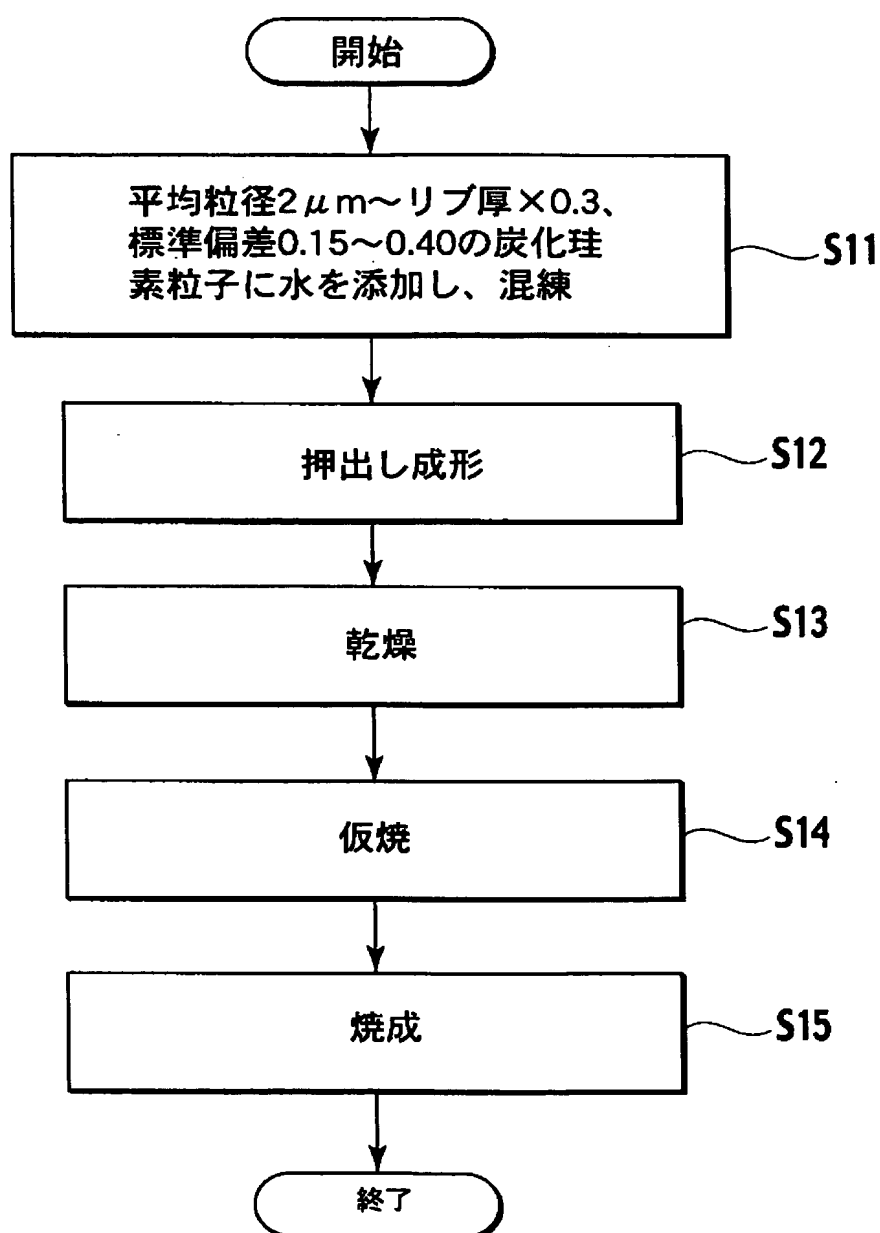 開始
平均粒径2μm～リブ厚×0.3、
標準偏差0.15～0.40の炭化珪
素粒子に水を添加し、混練
S11
押出し成形
S12
乾燥
S13
仮焼
S14
焼成
S15
終了